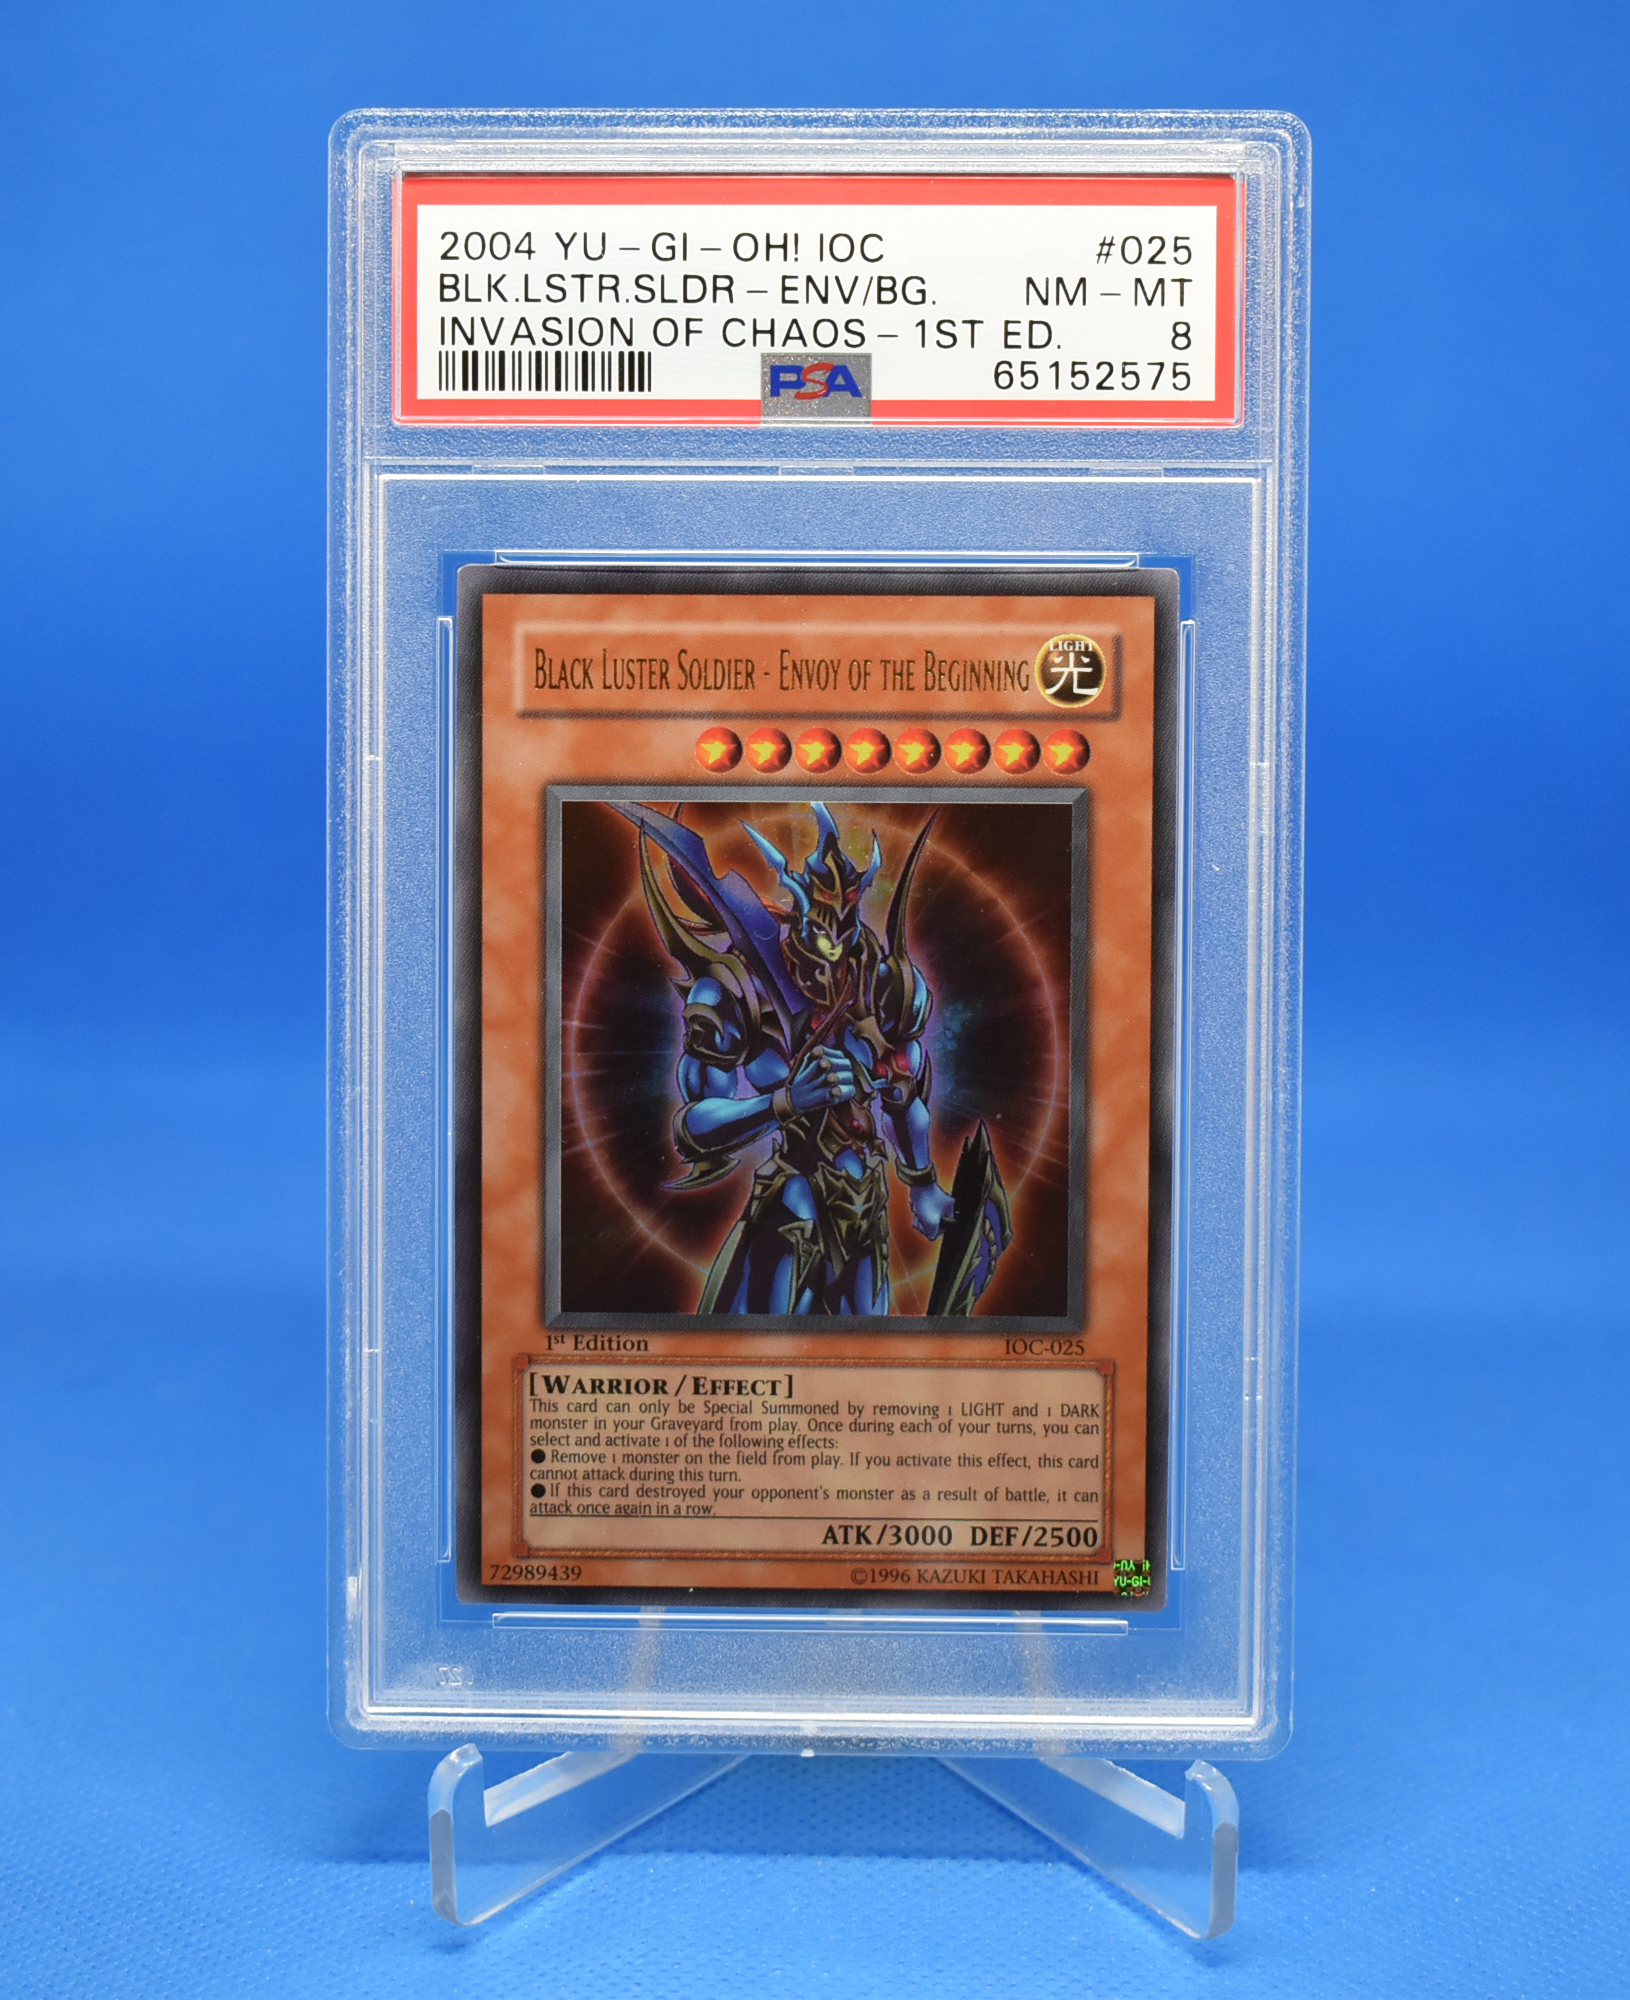 2004 YU-GI-OH! IOC #025
BLK.LSTR.SLDR-ENV/BG. NM-MT
INVASION OF CHAOS-1ST ED. 8
PSA 65152575
BLACK LUSTER SOLDIER - ENVOY OF THE BEGINNING
LIGHT
光
1st Edition IOC-025
[WARRIOR/EFFECT]
This card can only be Special Summoned by removing 1 LIGHT and 1 DARK
monster in your Graveyard from play. Once during each of your turns, you can
select and activate 1 of the following effects:
● Remove 1 monster on the field from play. If you activate this effect, this card
cannot attack during this turn.
● If this card destroyed your opponent's monster as a result of battle, it can
attack once again in a row.
ATK/3000 DEF/2500
72989439 ©1996 KAZUKI TAKAHASHI
YU-GI-